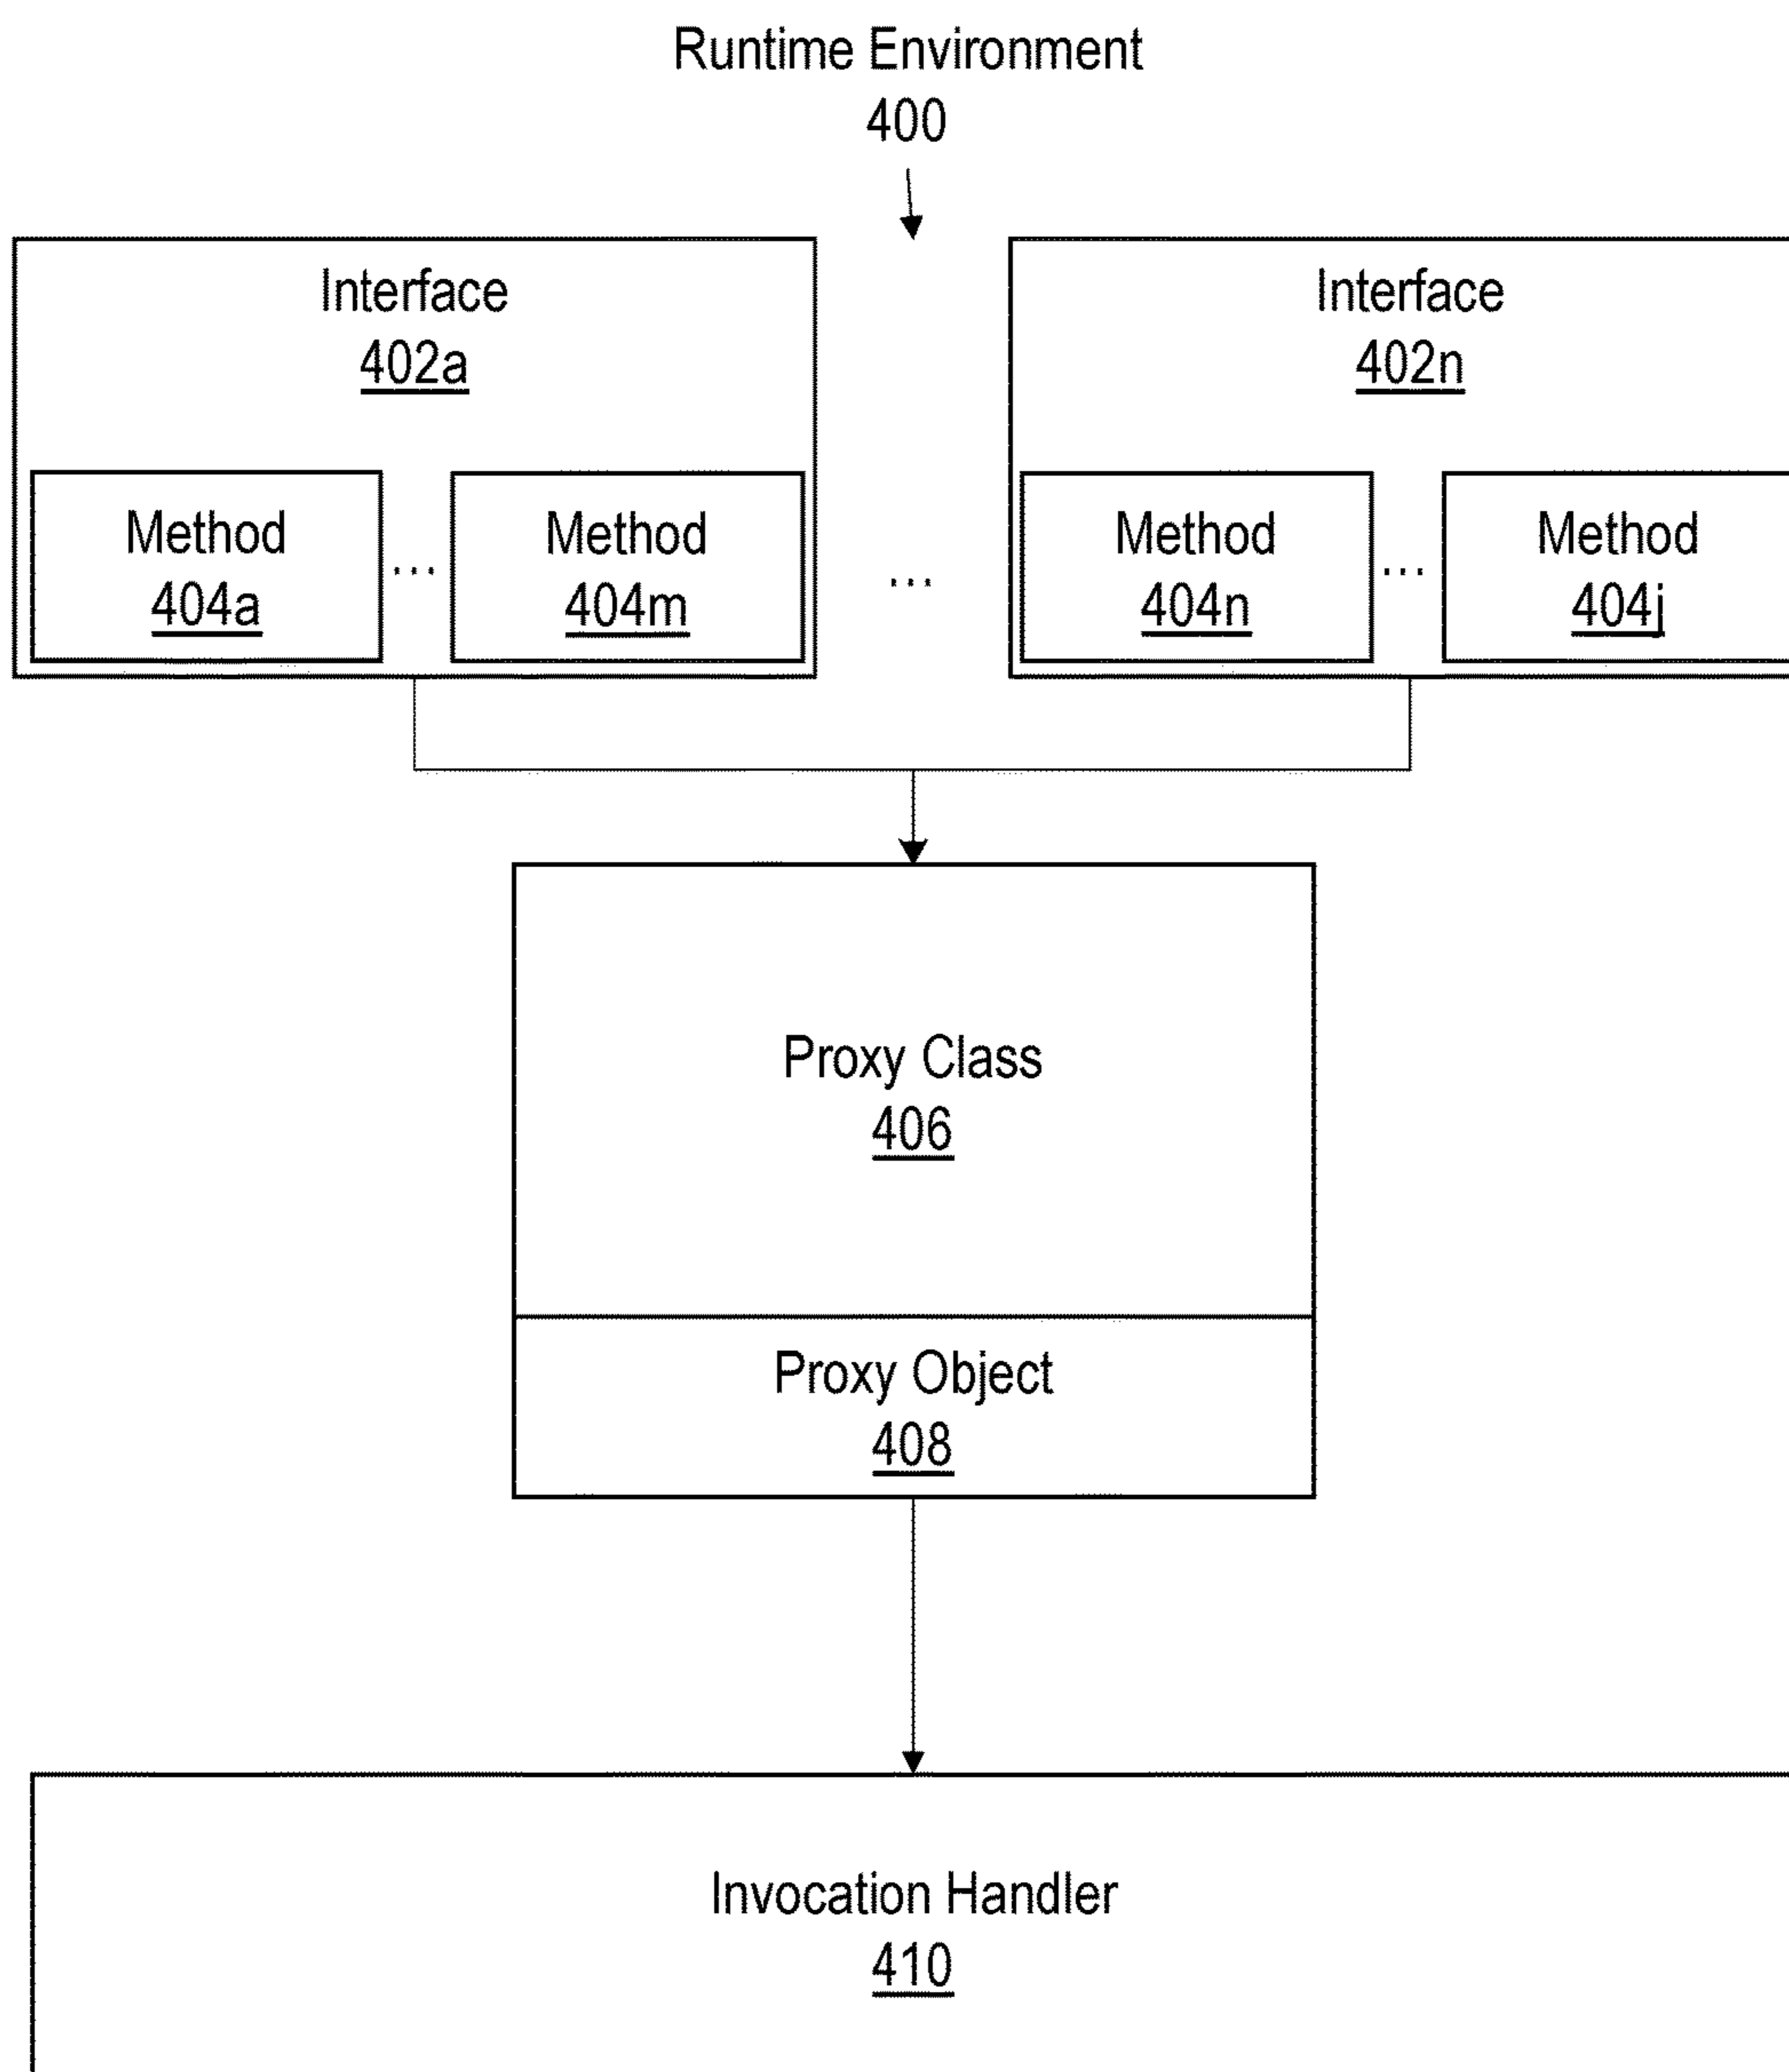 Runtime Environment
400
Interface
402a
Method
404a
...
Method
404m
...
Interface
402n
Method
404n
...
Method
404j
Proxy Class
406
Proxy Object
408
Invocation Handler
410